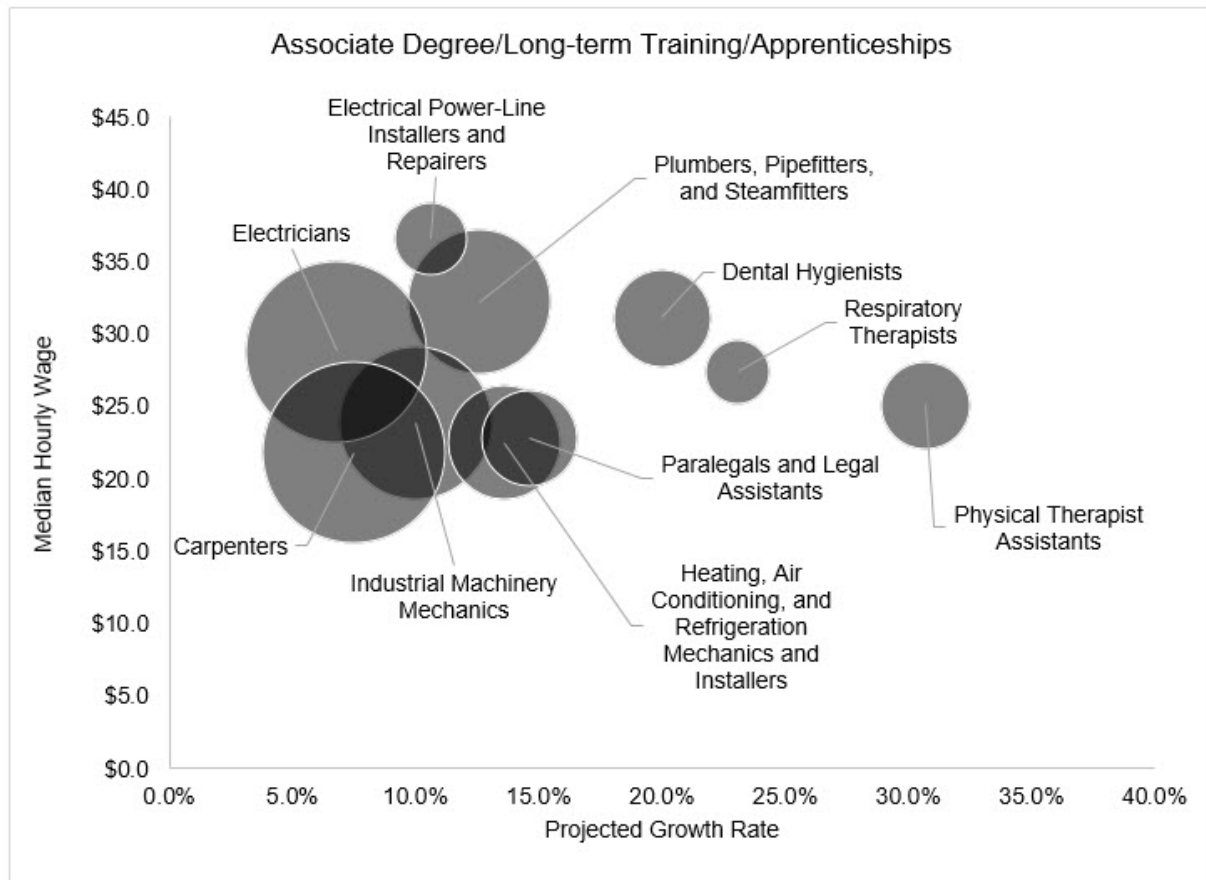 Associate Degree/Long-term Training/Apprenticeships
Electrical Power-Line
Installers and
Repairers
Plumbers, Pipefitters,
and Steamfitters
Electricians
Dental Hygienists
Respiratory
Therapists
Paralegals and Legal
Assistants
Physical Therapist
Assistants
Carpenters
Industrial Machinery
Mechanics
Heating, Air
Conditioning, and
Refrigeration
Mechanics and
Installers
Median Hourly Wage
$45.0
$40.0
$35.0
$30.0
$25.0
$20.0
$15.0
$10.0
$5.0
$0.0
0.0% 5.0% 10.0% 15.0% 20.0% 25.0% 30.0% 35.0% 40.0%
Projected Growth Rate